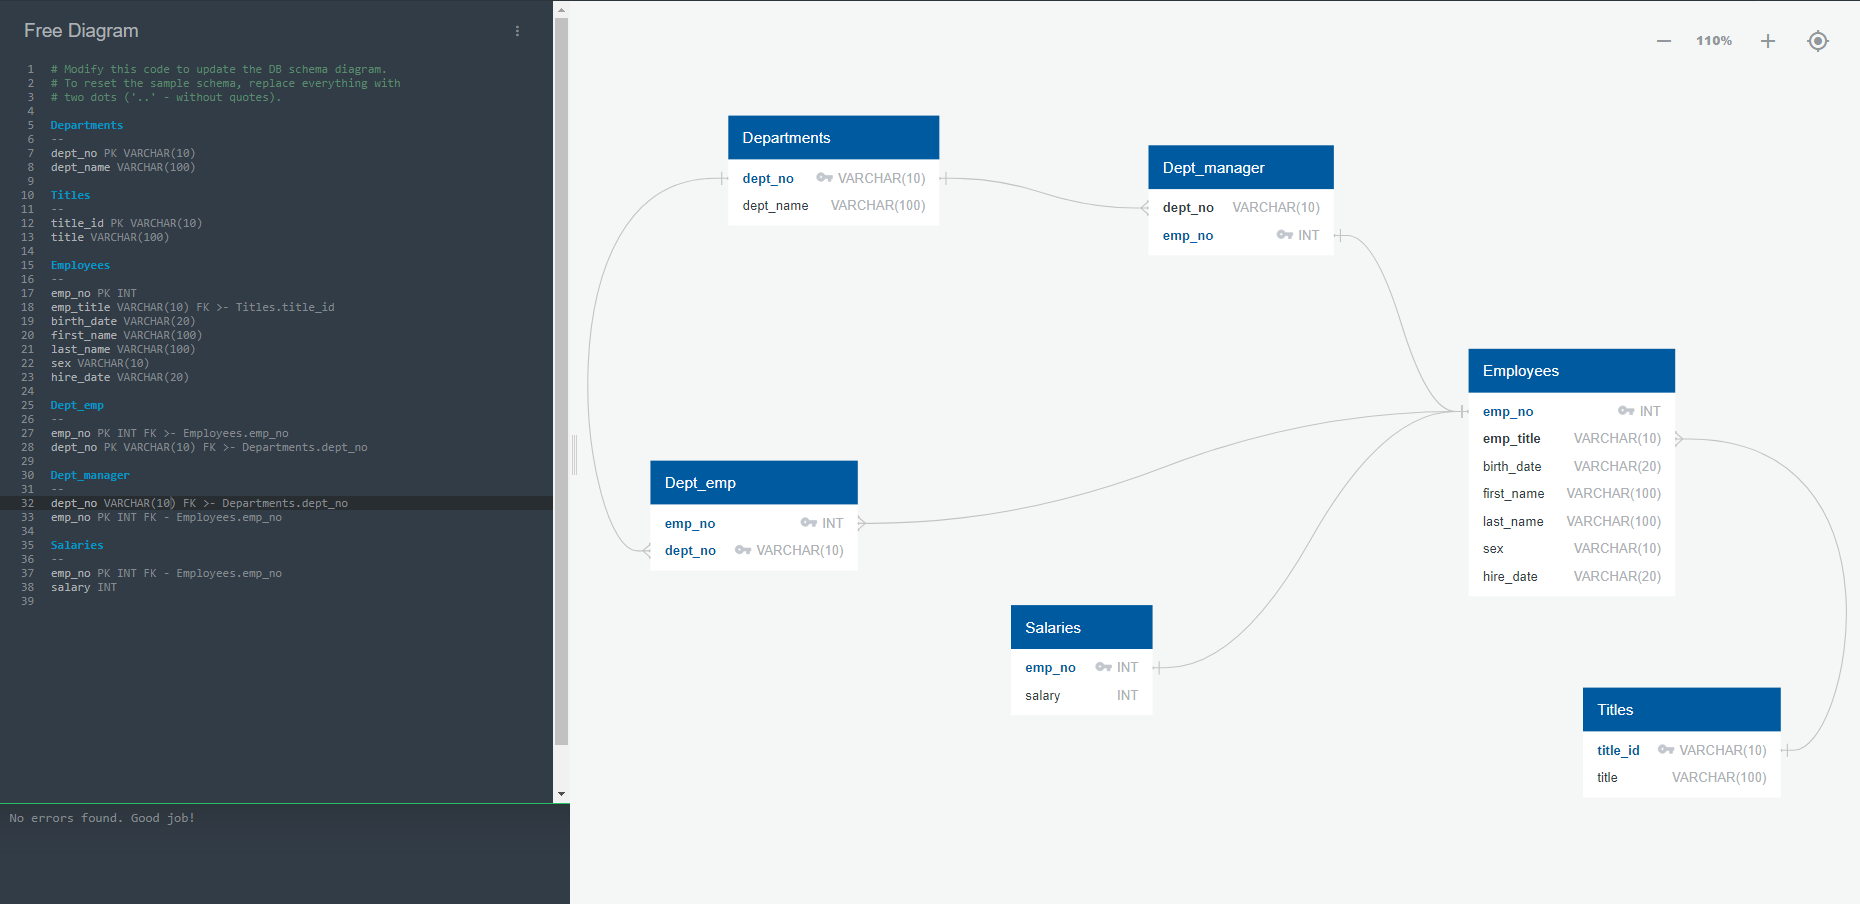 Free Diagram
1 # Modify this code to update the DB schema diagram.
2 # To reset the sample schema, replace everything with
3 # two dots ('..' - without quotes).
4
5 Departments
6 --
7 dept_no PK VARCHAR(10)
8 dept_name VARCHAR(100)
9
10 Titles
11 --
12 title_id PK VARCHAR(10)
13 title VARCHAR(100)
14
15 Employees
16 --
17 emp_no PK INT
18 emp_title VARCHAR(10) FK >- Titles.title_id
19 birth_date VARCHAR(20)
20 first_name VARCHAR(100)
21 last_name VARCHAR(100)
22 sex VARCHAR(10)
23 hire_date VARCHAR(20)
24
25 Dept_emp
26 --
27 emp_no PK INT FK >- Employees.emp_no
28 dept_no PK VARCHAR(10) FK >- Departments.dept_no
29
30 Dept_manager
31 --
32 dept_no VARCHAR(10) FK >- Departments.dept_no
33 emp_no PK INT FK - Employees.emp_no
34
35 Salaries
36 --
37 emp_no PK INT FK - Employees.emp_no
38 salary INT
39
No errors found. Good job!
110%
Departments
dept_no VARCHAR(10)
dept_name VARCHAR(100)
Dept_manager
dept_no VARCHAR(10)
emp_no INT
Employees
emp_no INT
emp_title VARCHAR(10)
birth_date VARCHAR(20)
first_name VARCHAR(100)
last_name VARCHAR(100)
sex VARCHAR(10)
hire_date VARCHAR(20)
Dept_emp
emp_no INT
dept_no VARCHAR(10)
Salaries
emp_no INT
salary INT
Titles
title_id VARCHAR(10)
title VARCHAR(100)